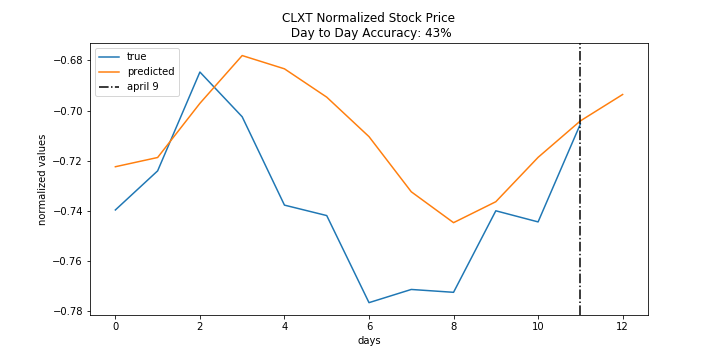 CLXT Normalized Stock Price
Day to Day Accuracy: 43%
true
predicted
april 9
normalized values
−0.68
−0.70
−0.72
−0.74
−0.76
−0.78
0 2 4 6 8 10 12
days